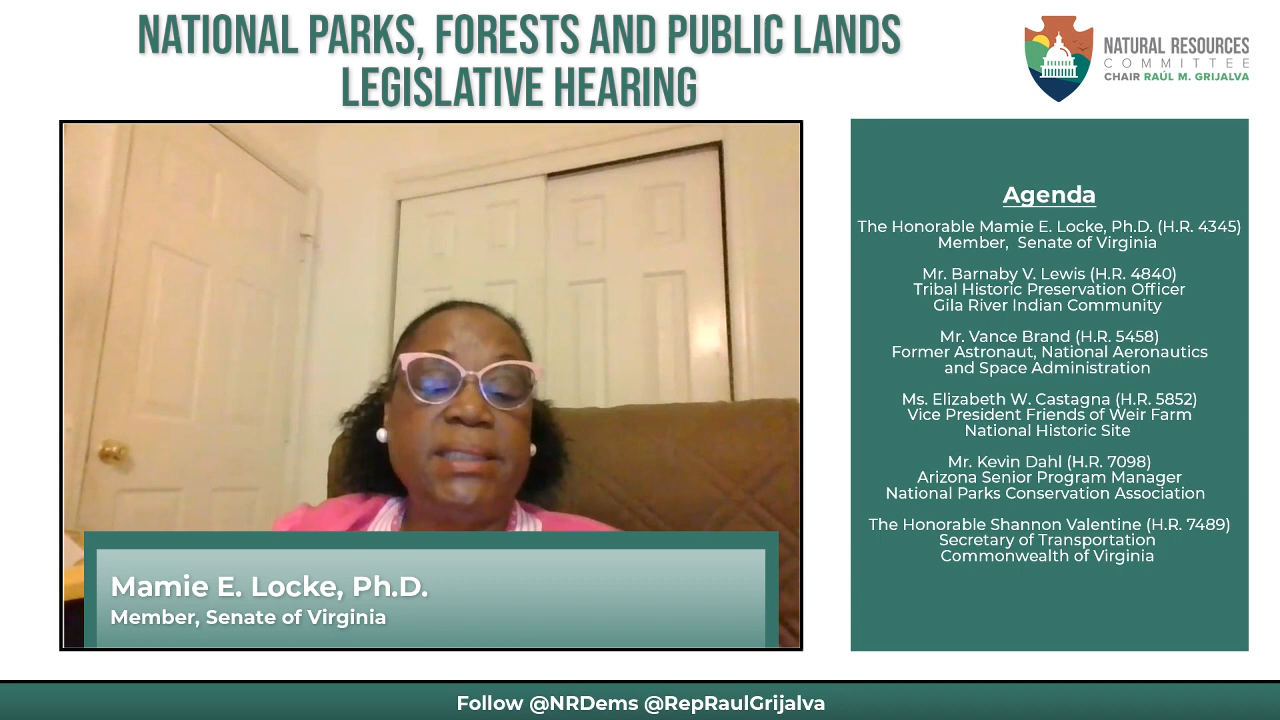 NATIONAL PARKS, FORESTS AND PUBLIC LANDS
LEGISLATIVE HEARING
NATURAL RESOURCES
COMMITTEE
CHAIR RAÚL M. GRIJALVA
Agenda
The Honorable Mamie E. Locke, Ph.D. (H.R. 4345)
Member, Senate of Virginia
Mr. Barnaby V. Lewis (H.R. 4840)
Tribal Historic Preservation Officer
Gila River Indian Community
Mr. Vance Brand (H.R. 5458)
Former Astronaut, National Aeronautics
and Space Administration
Ms. Elizabeth W. Castagna (H.R. 5852)
Vice President Friends of Weir Farm
National Historic Site
Mr. Kevin Dahl (H.R. 7098)
Arizona Senior Program Manager
National Parks Conservation Association
The Honorable Shannon Valentine (H.R. 7489)
Secretary of Transportation
Commonwealth of Virginia
Mamie E. Locke, Ph.D.
Member, Senate of Virginia
Follow @NRDems @RepRaulGrijalva